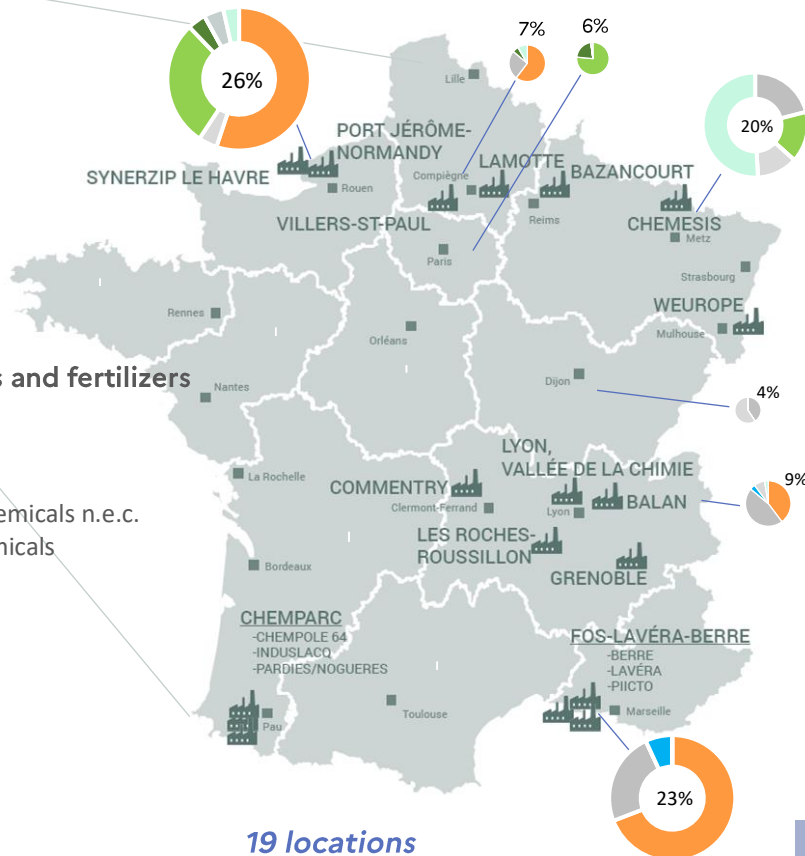 7%
6%
26%
20%
Lille
PORT JÉRÔME-
NORMANDY
LAMOTTE
BAZANCOURT
SYNERZIP LE HAVRE
Compiègne
Rouen
Reims
VILLERS-ST-PAUL
CHEMESIS
Metz
Paris
Strasbourg
WEUROPE
Rennes
Mulhouse
Orléans
s and fertilizers
Dijon
Nantes
4%
LYON,
VALLÉE DE LA CHIMIE
La Rochelle
9%
COMMENTRY
BALAN
Clermont-Ferrand
Lyon
emicals n.e.c.
LES ROCHES-
ROUSSILLON
micals
Bordeaux
GRENOBLE
CHEMPARC
-CHEMPOLE 64
-INDUSLACQ
-PARDIES/NOGUERES
FOS-LAVÉRA-BERRE
-BERRE
-LAVÉRA
-PIICTO
Toulouse
Marseille
Pau
23%
19 locations